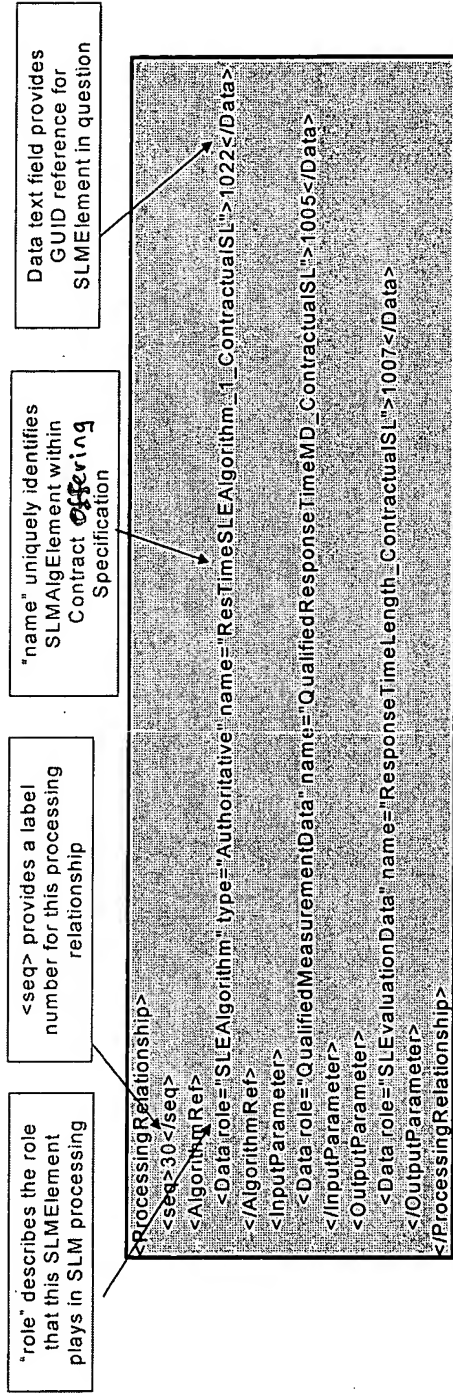 "role" describes the role
that this SLMElement
plays in SLM processing
<seq> provides a label
number for this processing
relationship
"name" uniquely identifies
SLMAlgElement within
Contract Offering
Specification
Data text field provides
GUID reference for
SLMElement in question
<ProcessingRelationship>
<seq>30</seq>
<AlgorithmRef>
<Data role="SLEAlgorithm" type="Authoritative" name="ResTimeSLEAlgorithm_1_ContractualSL">1022</Data>
</AlgorithmRef>
<InputParameter>
<Data role="QualifiedMeasurementData" name="QualifiedResponseTimeMD_ContractualSL">1005</Data>
</InputParameter>
<OutputParameter>
<Data role="SLEvaluationData" name="ResponseTimeLength_ContractualSL">1007</Data>
</OutputParameter>
</ProcessingRelationship>